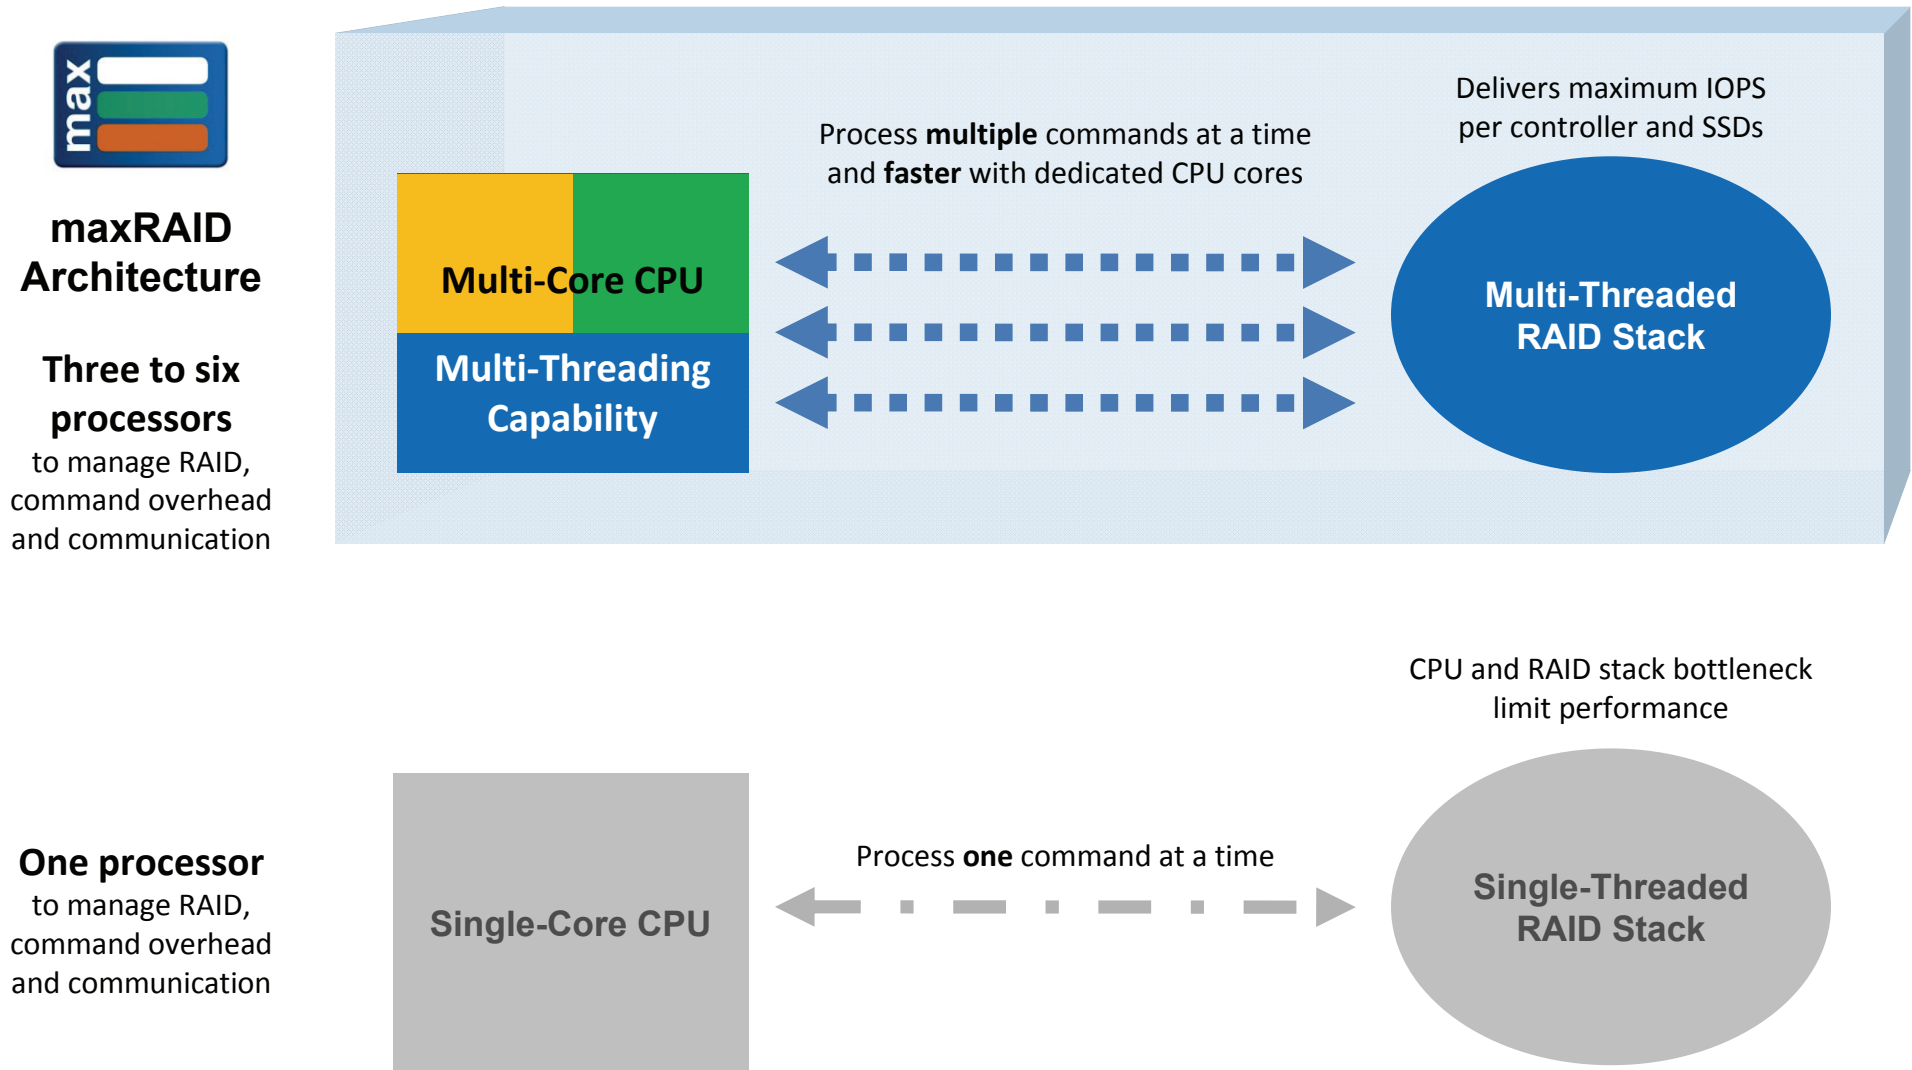 max
maxRAID
Architecture
Three to six
processors
to manage RAID,
command overhead
and communication
Multi-Core CPU
Multi-Threading
Capability
Process multiple commands at a time
and faster with dedicated CPU cores
Delivers maximum IOPS
per controller and SSDs
Multi-Threaded
RAID Stack
One processor
to manage RAID,
command overhead
and communication
Single-Core CPU
Process one command at a time
CPU and RAID stack bottleneck
limit performance
Single-Threaded
RAID Stack